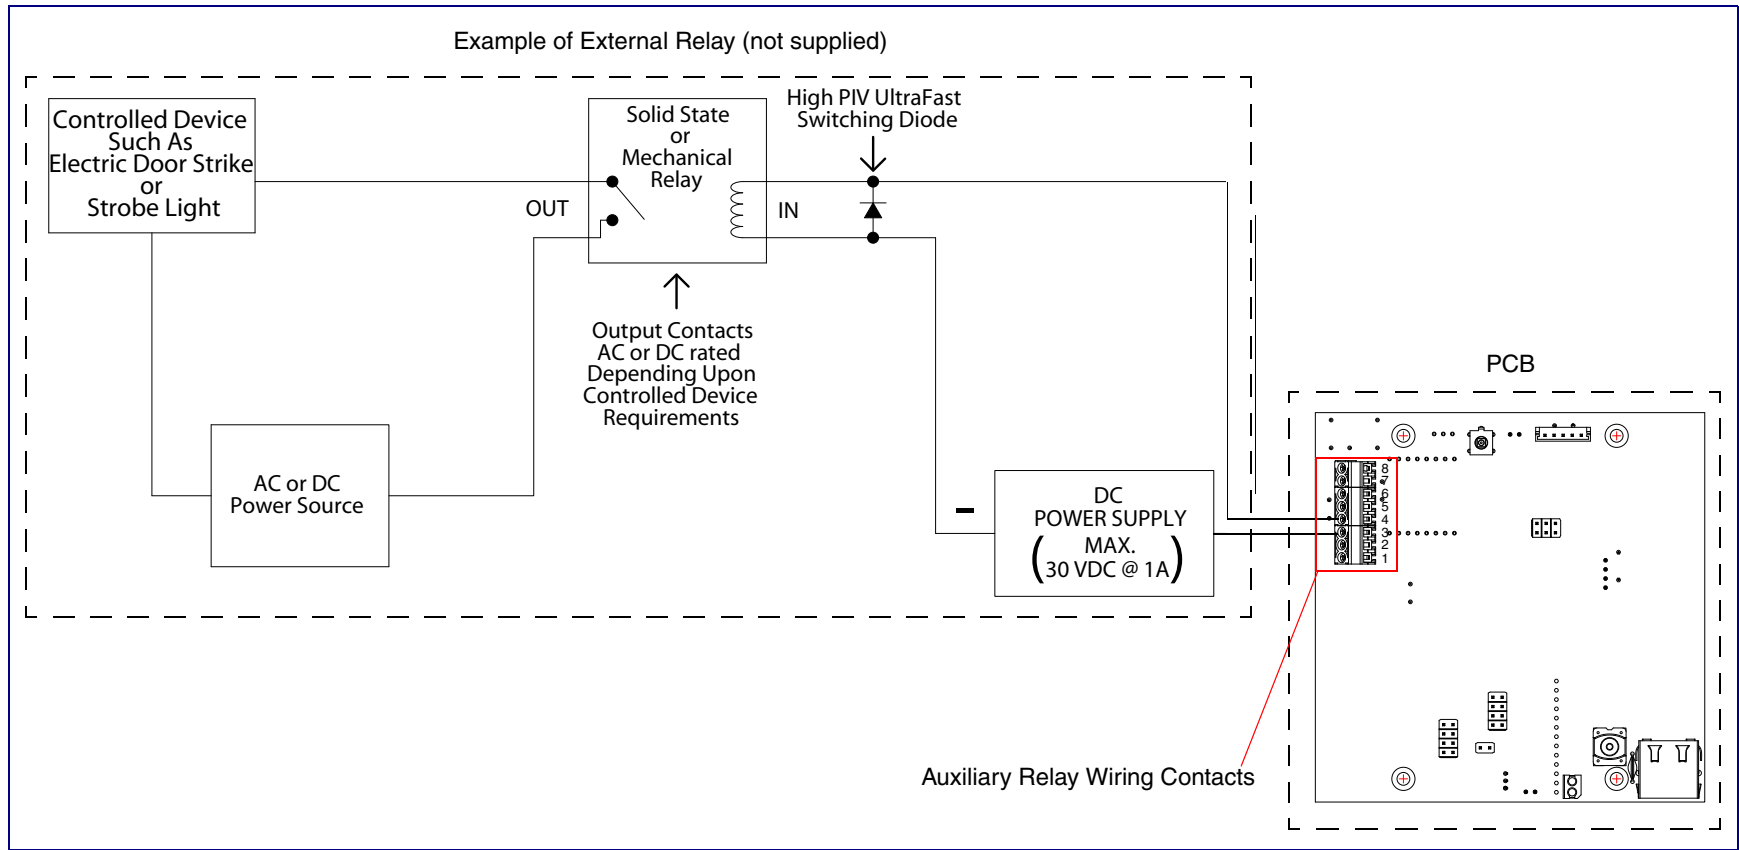 Example of External Relay (not supplied)
Controlled Device
Such As
Electric Door Strike
or
Strobe Light
Solid State
or
Mechanical
Relay
High PIV UltraFast
Switching Diode
OUT
IN
Output Contacts
AC or DC rated
Depending Upon
Controlled Device
Requirements
AC or DC
Power Source
–
DC
POWER SUPPLY
MAX.
(30 VDC @ 1A)
PCB
8
7
6
5
4
3
2
1
Auxiliary Relay Wiring Contacts